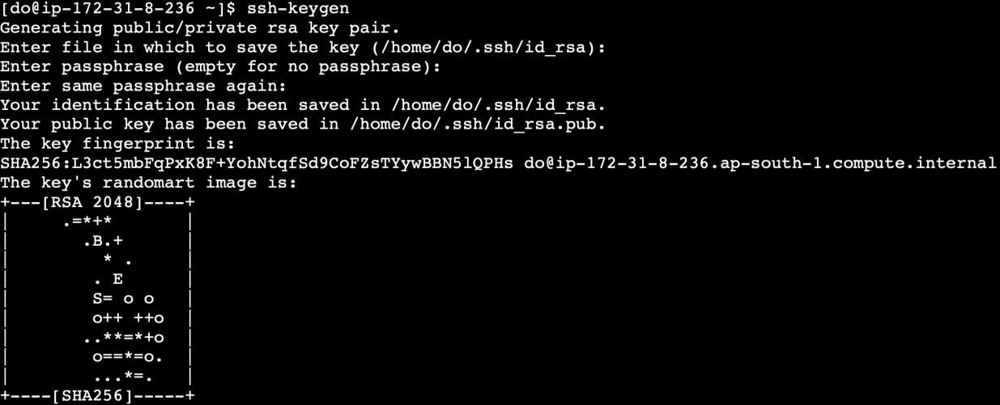 [do@ip-172-31-8-236 ~]$ ssh-keygen
Generating public/private rsa key pair.
Enter file in which to save the key (/home/do/.ssh/id_rsa):
Enter passphrase (empty for no passphrase):
Enter same passphrase again:
Your identification has been saved in /home/do/.ssh/id_rsa.
Your public key has been saved in /home/do/.ssh/id_rsa.pub.
The key fingerprint is:
SHA256:L3ct5mbFqPxK8F+YohNtqfSd9CoFZsTYywBBN5lQPHs do@ip-172-31-8-236.ap-south-1.compute.internal
The key's randomart image is:
+---[RSA 2048]----+
|     .=*+*       |
|       .B.+      |
|         * .     |
|        . E      |
|        S= o o   |
|        o++ ++o  |
|       ..**=*+o  |
|        o==*=o.  |
|        ...*=.   |
+----[SHA256]-----+